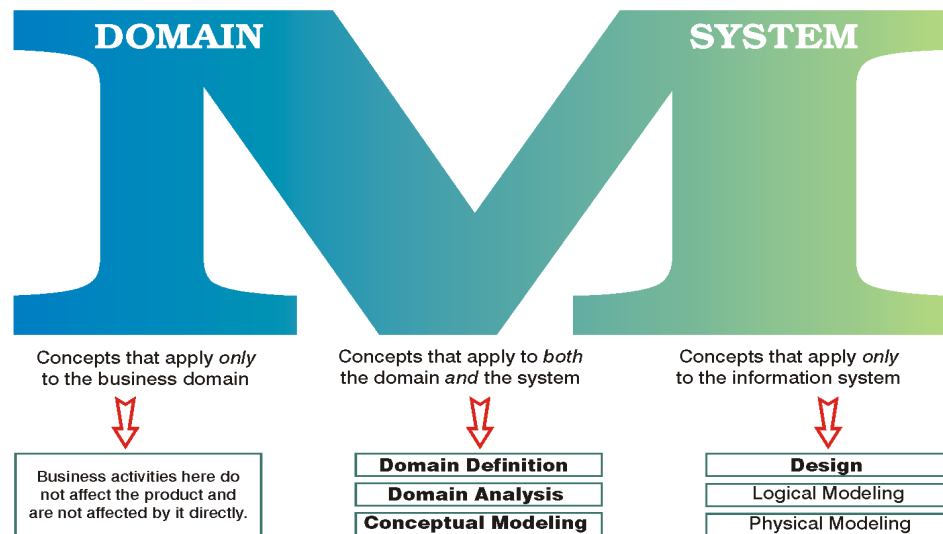 DOMAIN
SYSTEM
Concepts that apply only
to the business domain
Concepts that apply to both
the domain and the system
Concepts that apply only
to the information system
Business activities here do
not affect the product and
are not affected by it directly.
Domain Definition
Domain Analysis
Conceptual Modeling
Design
Logical Modeling
Physical Modeling